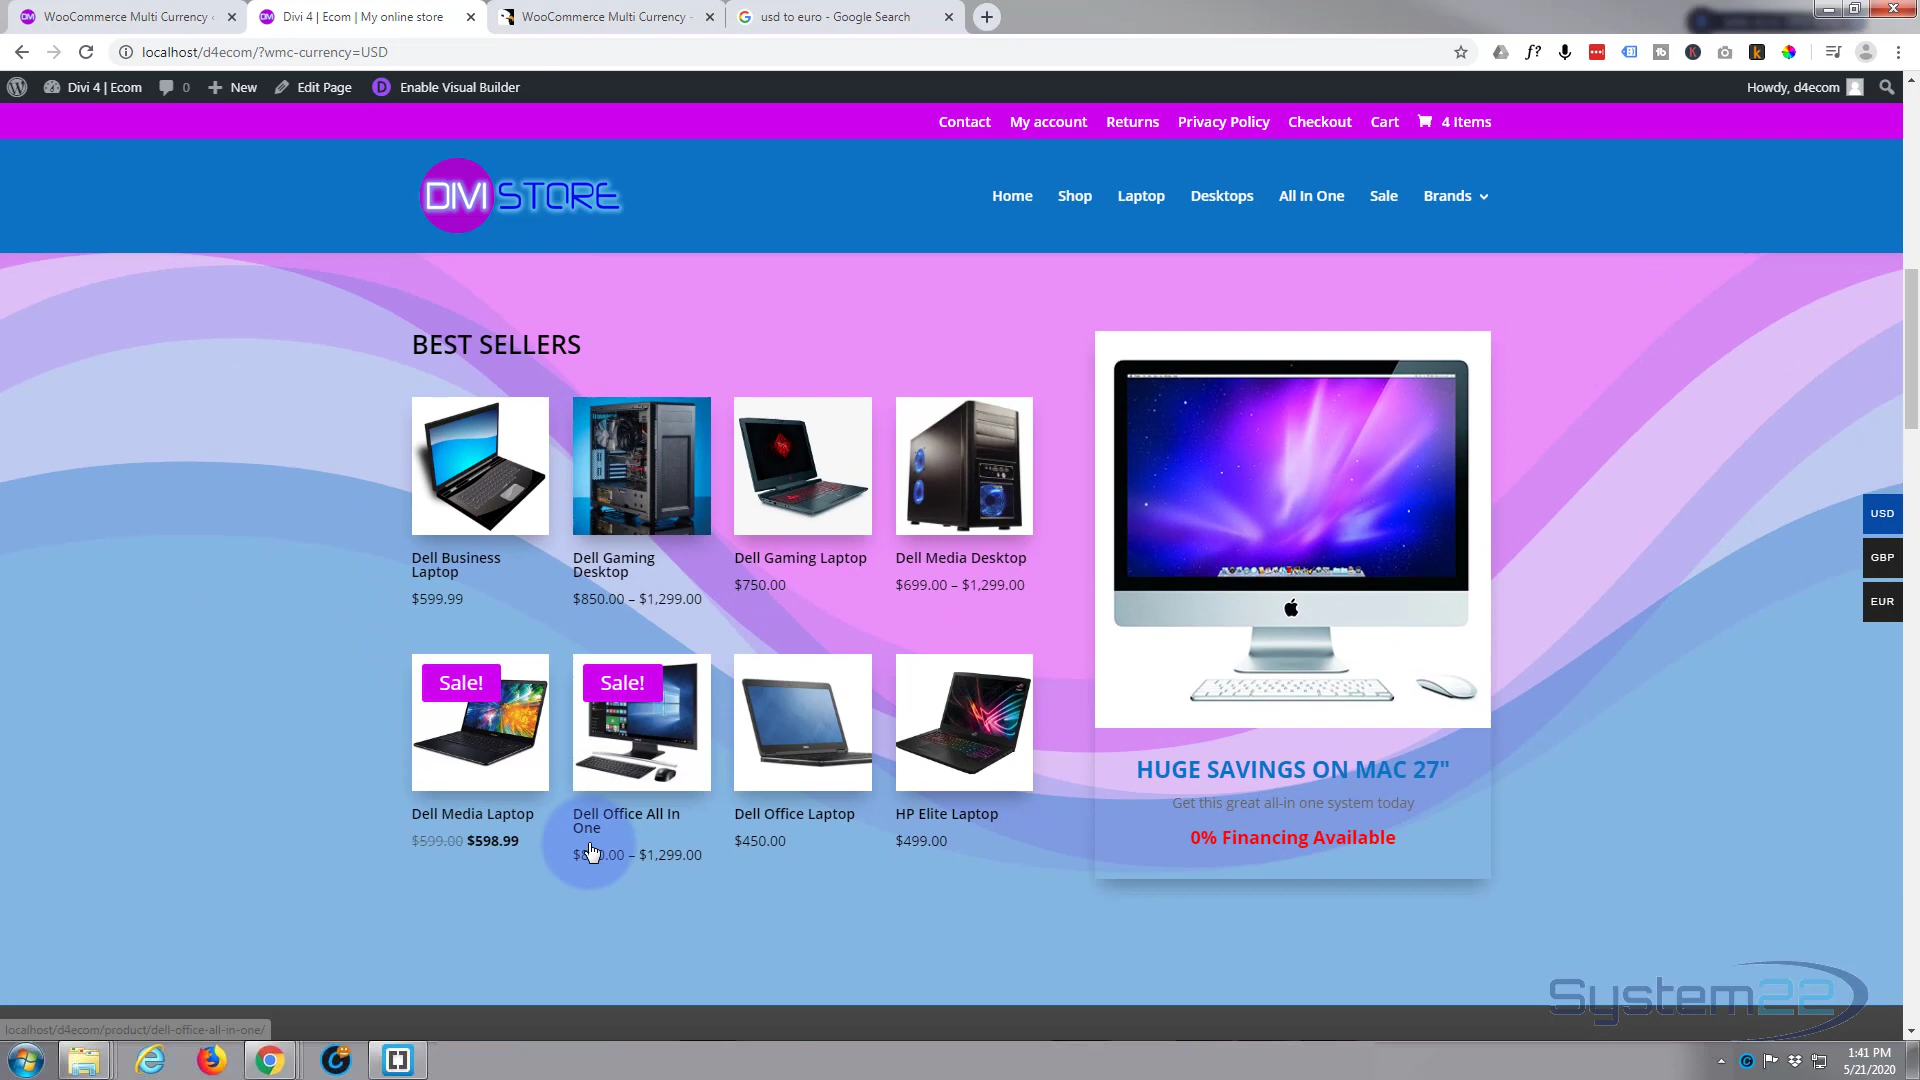 WooCommerce Multi Currency
Divi 4 | Ecom | My online store
WooCommerce Multi Currency -
usd to euro - Google Search
localhost/d4ecom/?wmc-currency=USD
Divi 4 | Ecom
0
New
Edit Page
Enable Visual Builder
Howdy, d4ecom
Contact
My account
Returns
Privacy Policy
Checkout
Cart
4 Items
DIVI STORE
Home
Shop
Laptop
Desktops
All In One
Sale
Brands
BEST SELLERS
Dell Business
Laptop
$599.99
Dell Gaming
Desktop
$850.00 – $1,299.00
Dell Gaming Laptop
$750.00
Dell Media Desktop
$699.00 – $1,299.00
Sale!
Dell Media Laptop
$599.00 $598.99
Sale!
Dell Office All In
One
– $1,299.00
Dell Office Laptop
$450.00
HP Elite Laptop
$499.00
HUGE SAVINGS ON MAC 27"
Get this great all-in one system today
0% Financing Available
USD
GBP
EUR
System22
localhost/d4ecom/product/dell-office-all-in-one/
1:41 PM
5/21/2020